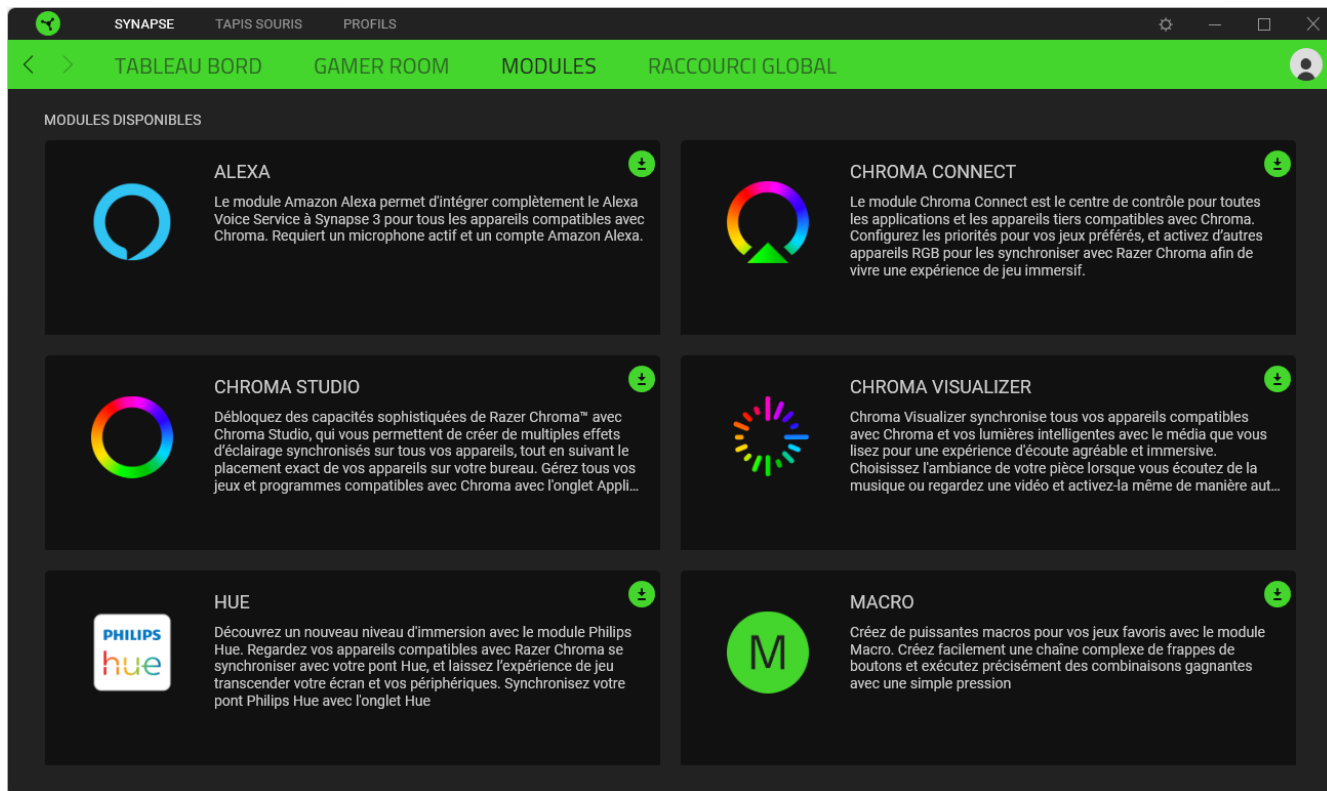 SYNAPSE TAPIS SOURIS PROFILS
TABLEAU BORD GAMER ROOM MODULES RACCOURCI GLOBAL
MODULES DISPONIBLES
ALEXA
Le module Amazon Alexa permet d'intégrer complètement le Alexa
Voice Service à Synapse 3 pour tous les appareils compatibles avec
Chroma. Requiert un microphone actif et un compte Amazon Alexa.
CHROMA CONNECT
Le module Chroma Connect est le centre de contrôle pour toutes
les applications et les appareils tiers compatibles avec Chroma.
Configurez les priorités pour vos jeux préférés, et activez d’autres
appareils RGB pour les synchroniser avec Razer Chroma afin de
vivre une expérience de jeu immersif.
CHROMA STUDIO
Débloquez des capacités sophistiquées de Razer Chroma™ avec
Chroma Studio, qui vous permettent de créer de multiples effets
d’éclairage synchronisés sur tous vos appareils, tout en suivant le
placement exact de vos appareils sur votre bureau. Gérez tous vos
jeux et programmes compatibles avec Chroma avec l'onglet Appli...
CHROMA VISUALIZER
Chroma Visualizer synchronise tous vos appareils compatibles
avec Chroma et vos lumières intelligentes avec le média que vous
lisez pour une expérience d'écoute agréable et immersive.
Choisissez l'ambiance de votre pièce lorsque vous écoutez de la
musique ou regardez une vidéo et activez-la même de manière aut...
PHILIPS
hue
HUE
Découvrez un nouveau niveau d'immersion avec le module Philips
Hue. Regardez vos appareils compatibles avec Razer Chroma se
synchroniser avec votre pont Hue, et laissez l’expérience de jeu
transcender votre écran et vos périphériques. Synchronisez votre
pont Philips Hue avec l'onglet Hue
M
MACRO
Créez de puissantes macros pour vos jeux favoris avec le module
Macro. Créez facilement une chaîne complexe de frappes de
boutons et exécutez précisément des combinaisons gagnantes
avec une simple pression